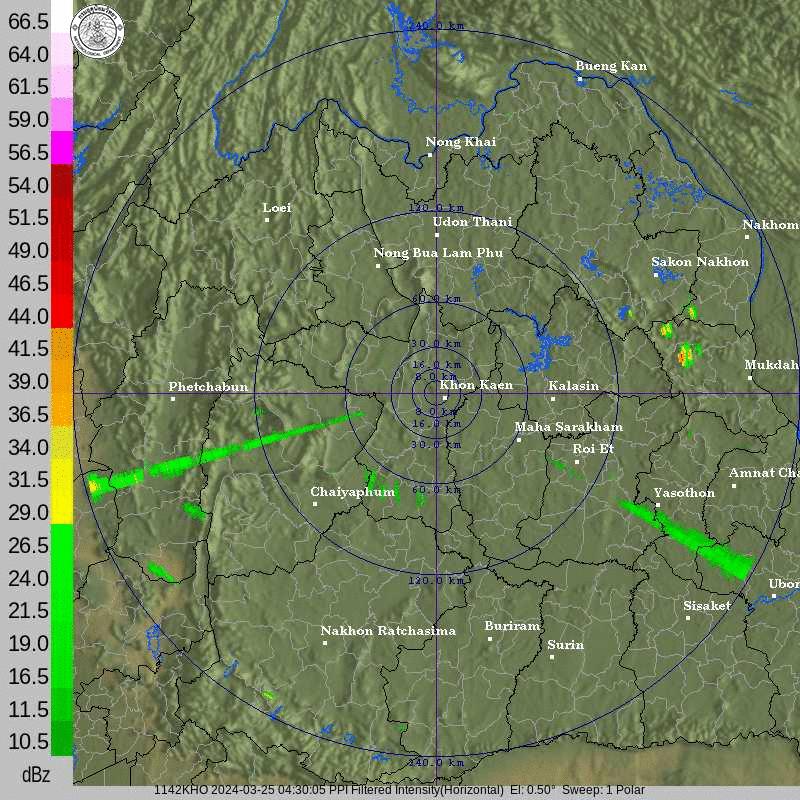 66.5
64.0
61.5
59.0
56.5
54.0
51.5
49.0
46.5
44.0
41.5
39.0
36.5
34.0
31.5
29.0
26.5
24.0
21.5
19.0
16.5
11.5
10.5
dBz
240.0 km
Bueng Kan
Nong Khai
Loei
120.0 km
Udon Thani
Nakhom
Nong Bua Lam Phu
Sakon Nakhon
60.0 km
30.0 km
16.0 km
8.0 km
Mukdah
Phetchabun
Khon Kaen
Kalasin
8.0 km
16.0 km
30.0 km
Maha Sarakham
Roi Et
Amnat Cha
60.0 km
Chaiyaphum
Yasothon
120.0 km
Ubor
Sisaket
Nakhon Ratchasima
Buriram
Surin
240.0 km
1142KHO 2024-03-25 04:30:05 PPI Filtered Intensity(Horizontal) El: 0.50° Sweep: 1 Polar